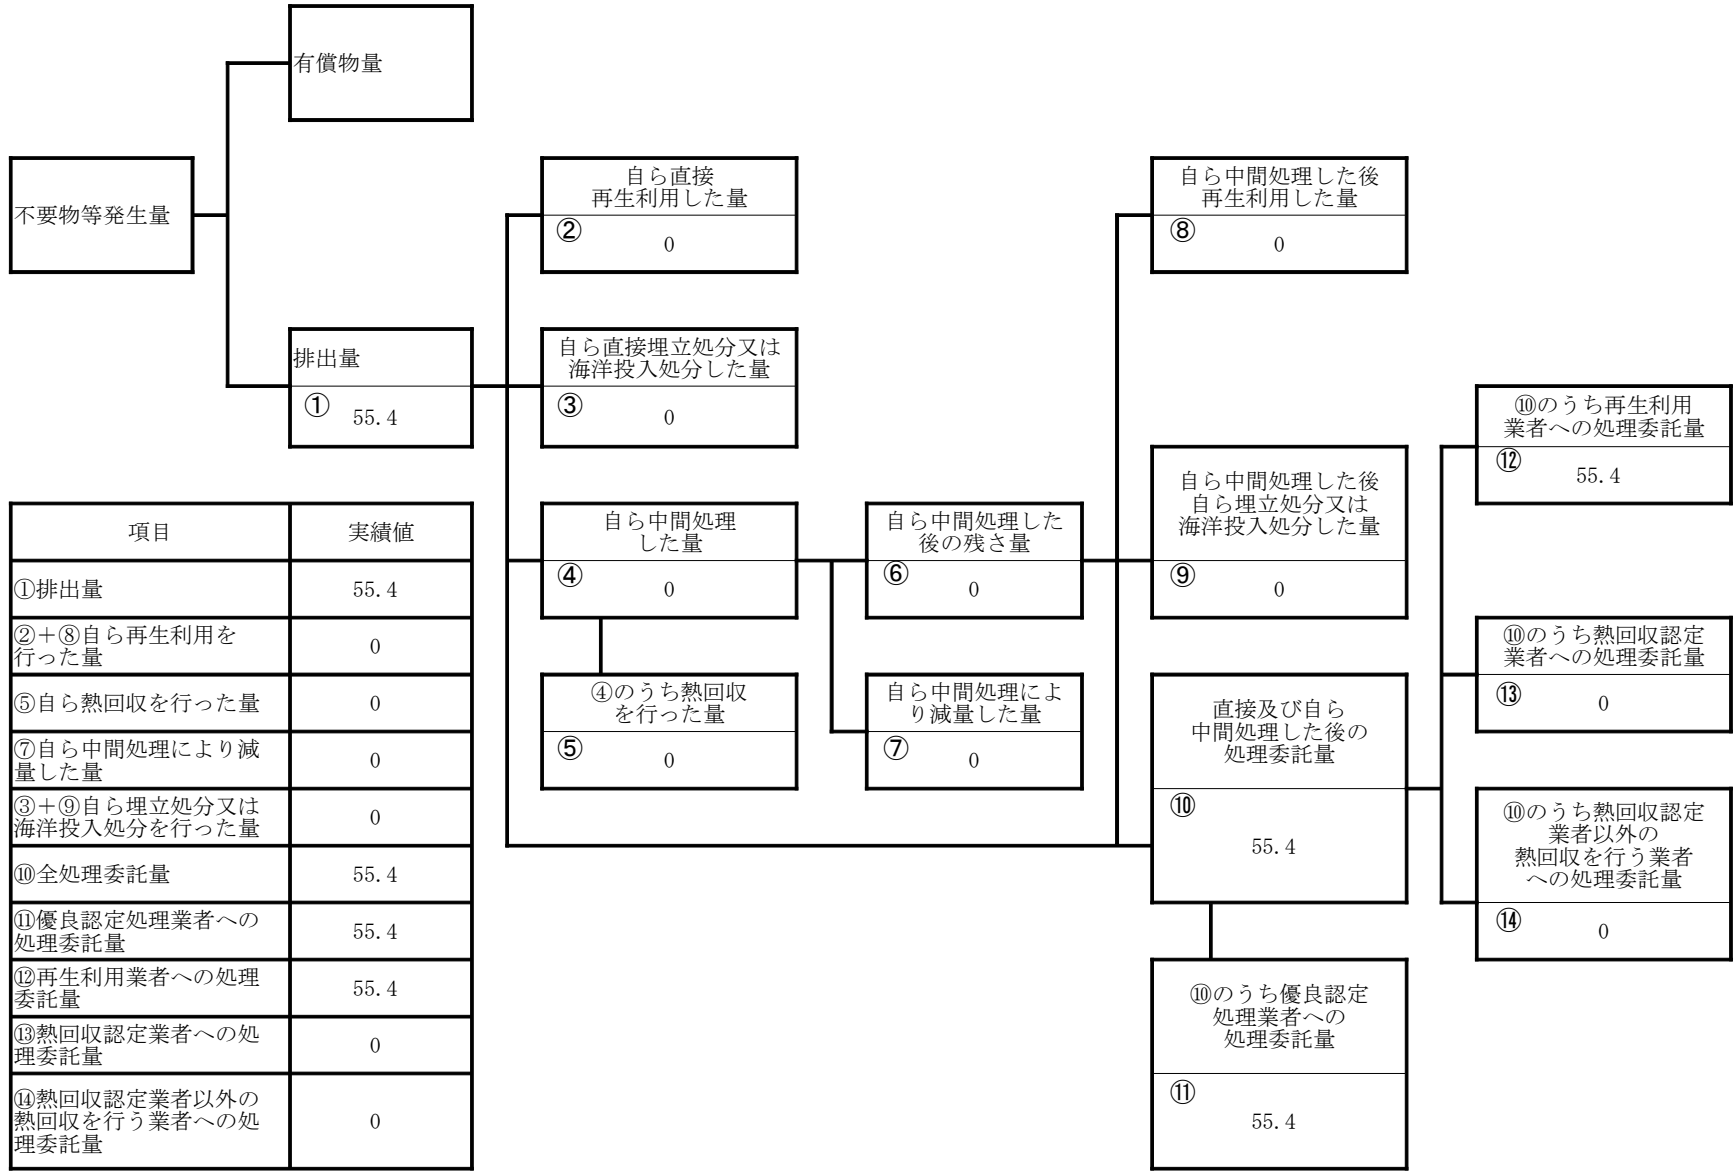 有償物量
不要物等発生量
自ら直接
再生利用した量
②
0
自ら中間処理した後
再生利用した量
⑧
0
排出量
①
55.4
自ら直接埋立処分又は
海洋投入処分した量
③
0
⑩のうち再生利用
業者への処理委託量
⑫
55.4
自ら中間処理
した量
④
0
自ら中間処理した
後の残さ量
⑥
0
自ら中間処理した後
自ら埋立処分又は
海洋投入処分した量
⑨
0
④のうち熱回収
を行った量
⑤
0
自ら中間処理によ
り減量した量
⑦
0
直接及び自ら
中間処理した後の
処理委託量
⑩
55.4
⑩のうち熱回収認定
業者への処理委託量
⑬
0
⑩のうち熱回収認定
業者以外の
熱回収を行う業者
への処理委託量
⑭
0
⑩のうち優良認定
処理業者への
処理委託量
⑪
55.4
項目 実績値
①排出量 55.4
②＋⑧自ら再生利用を
行った量 0
⑤自ら熱回収を行った量 0
⑦自ら中間処理により減
量した量 0
③＋⑨自ら埋立処分又は
海洋投入処分を行った量 0
⑩全処理委託量 55.4
⑪優良認定処理業者への
処理委託量 55.4
⑫再生利用業者への処理
委託量 55.4
⑬熱回収認定業者への処
理委託量 0
⑭熱回収認定業者以外の
熱回収を行う業者への処
理委託量 0